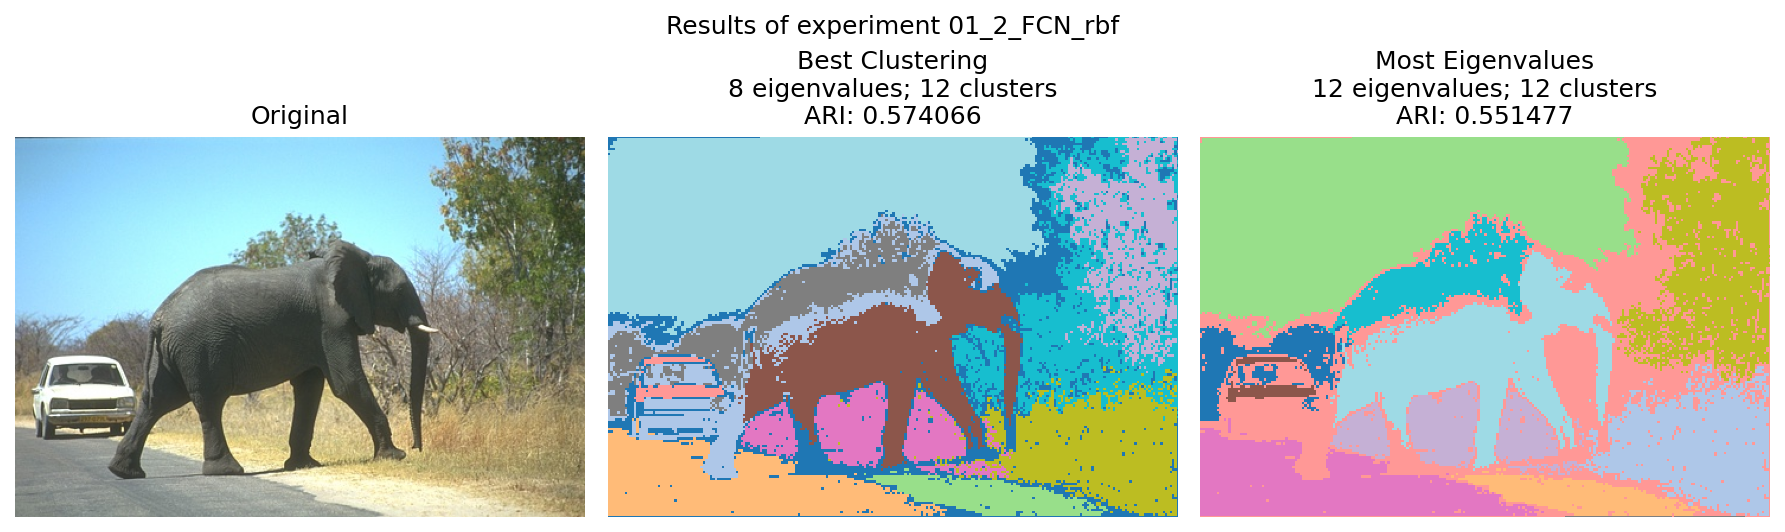 Results of experiment 01_2_FCN_rbf
Original
Best Clustering
8 eigenvalues; 12 clusters
ARI: 0.574066
Most Eigenvalues
12 eigenvalues; 12 clusters
ARI: 0.551477